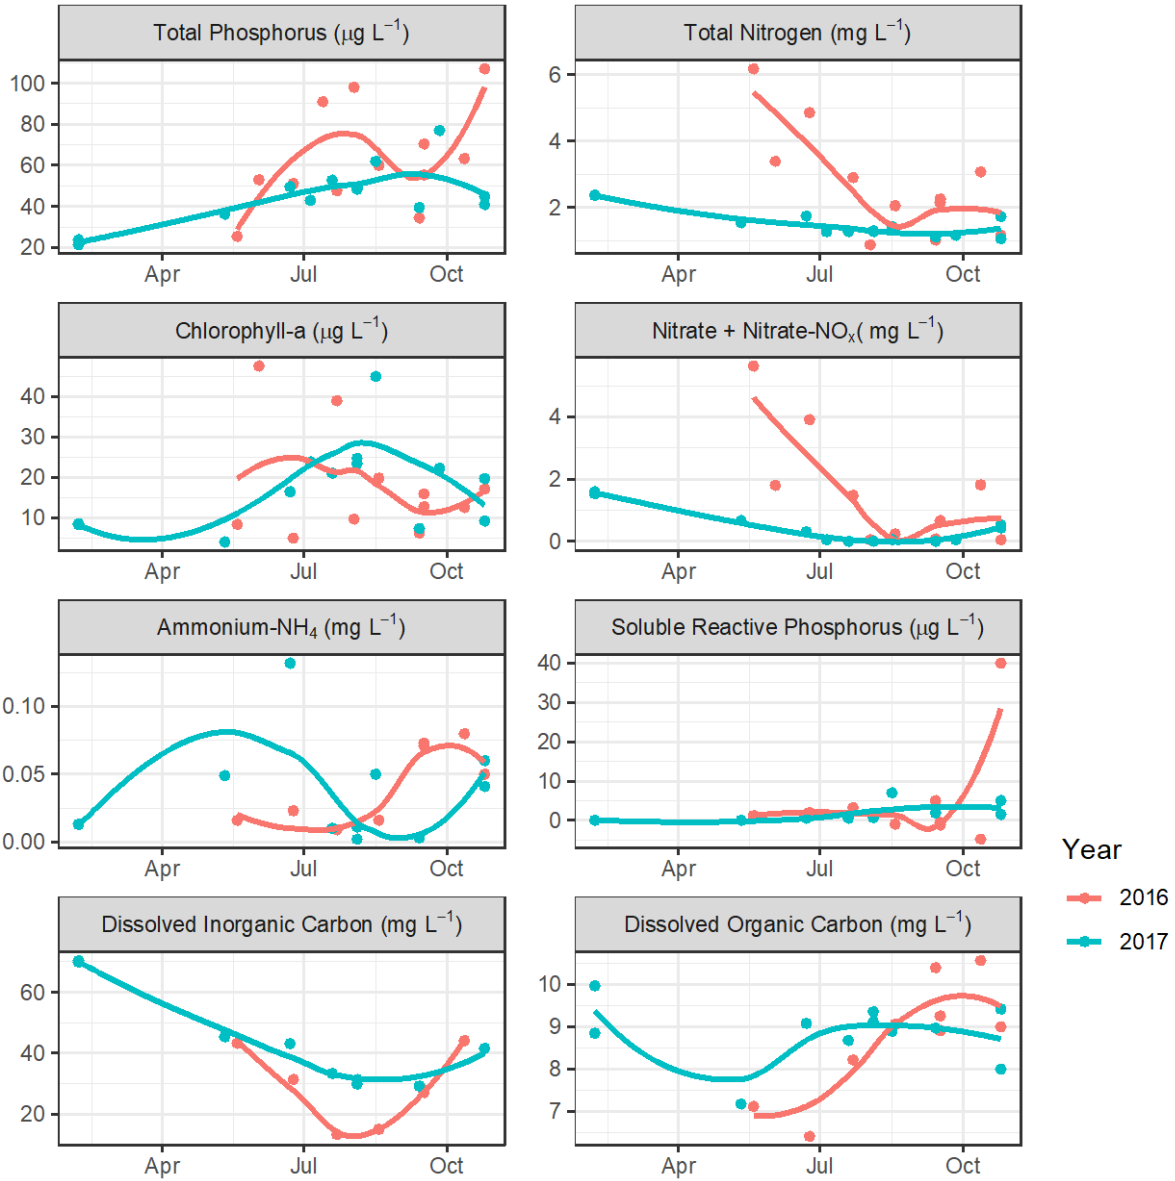 Total Phosphorus (μg L⁻¹)
Total Nitrogen (mg L⁻¹)
100
80
60
40
20
Apr Jul Oct
6
4
2
Apr Jul Oct
Chlorophyll-a (μg L⁻¹)
Nitrate + Nitrate-NOₓ( mg L⁻¹)
40
30
20
10
Apr Jul Oct
4
2
0
Apr Jul Oct
Ammonium-NH₄ (mg L⁻¹)
Soluble Reactive Phosphorus (μg L⁻¹)
0.10
0.05
0.00
Apr Jul Oct
40
30
20
10
0
Apr Jul Oct
Dissolved Inorganic Carbon (mg L⁻¹)
Dissolved Organic Carbon (mg L⁻¹)
60
40
20
Apr Jul Oct
10
9
8
7
Apr Jul Oct
Year
2016
2017